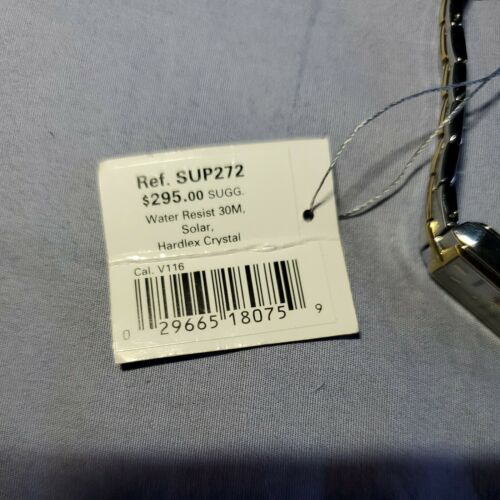 Ref. SUP272
$295.00 SUGG.
Water Resist 30M,
Solar,
Hardlex Crystal
Cal. V116
0 29665 18075 9